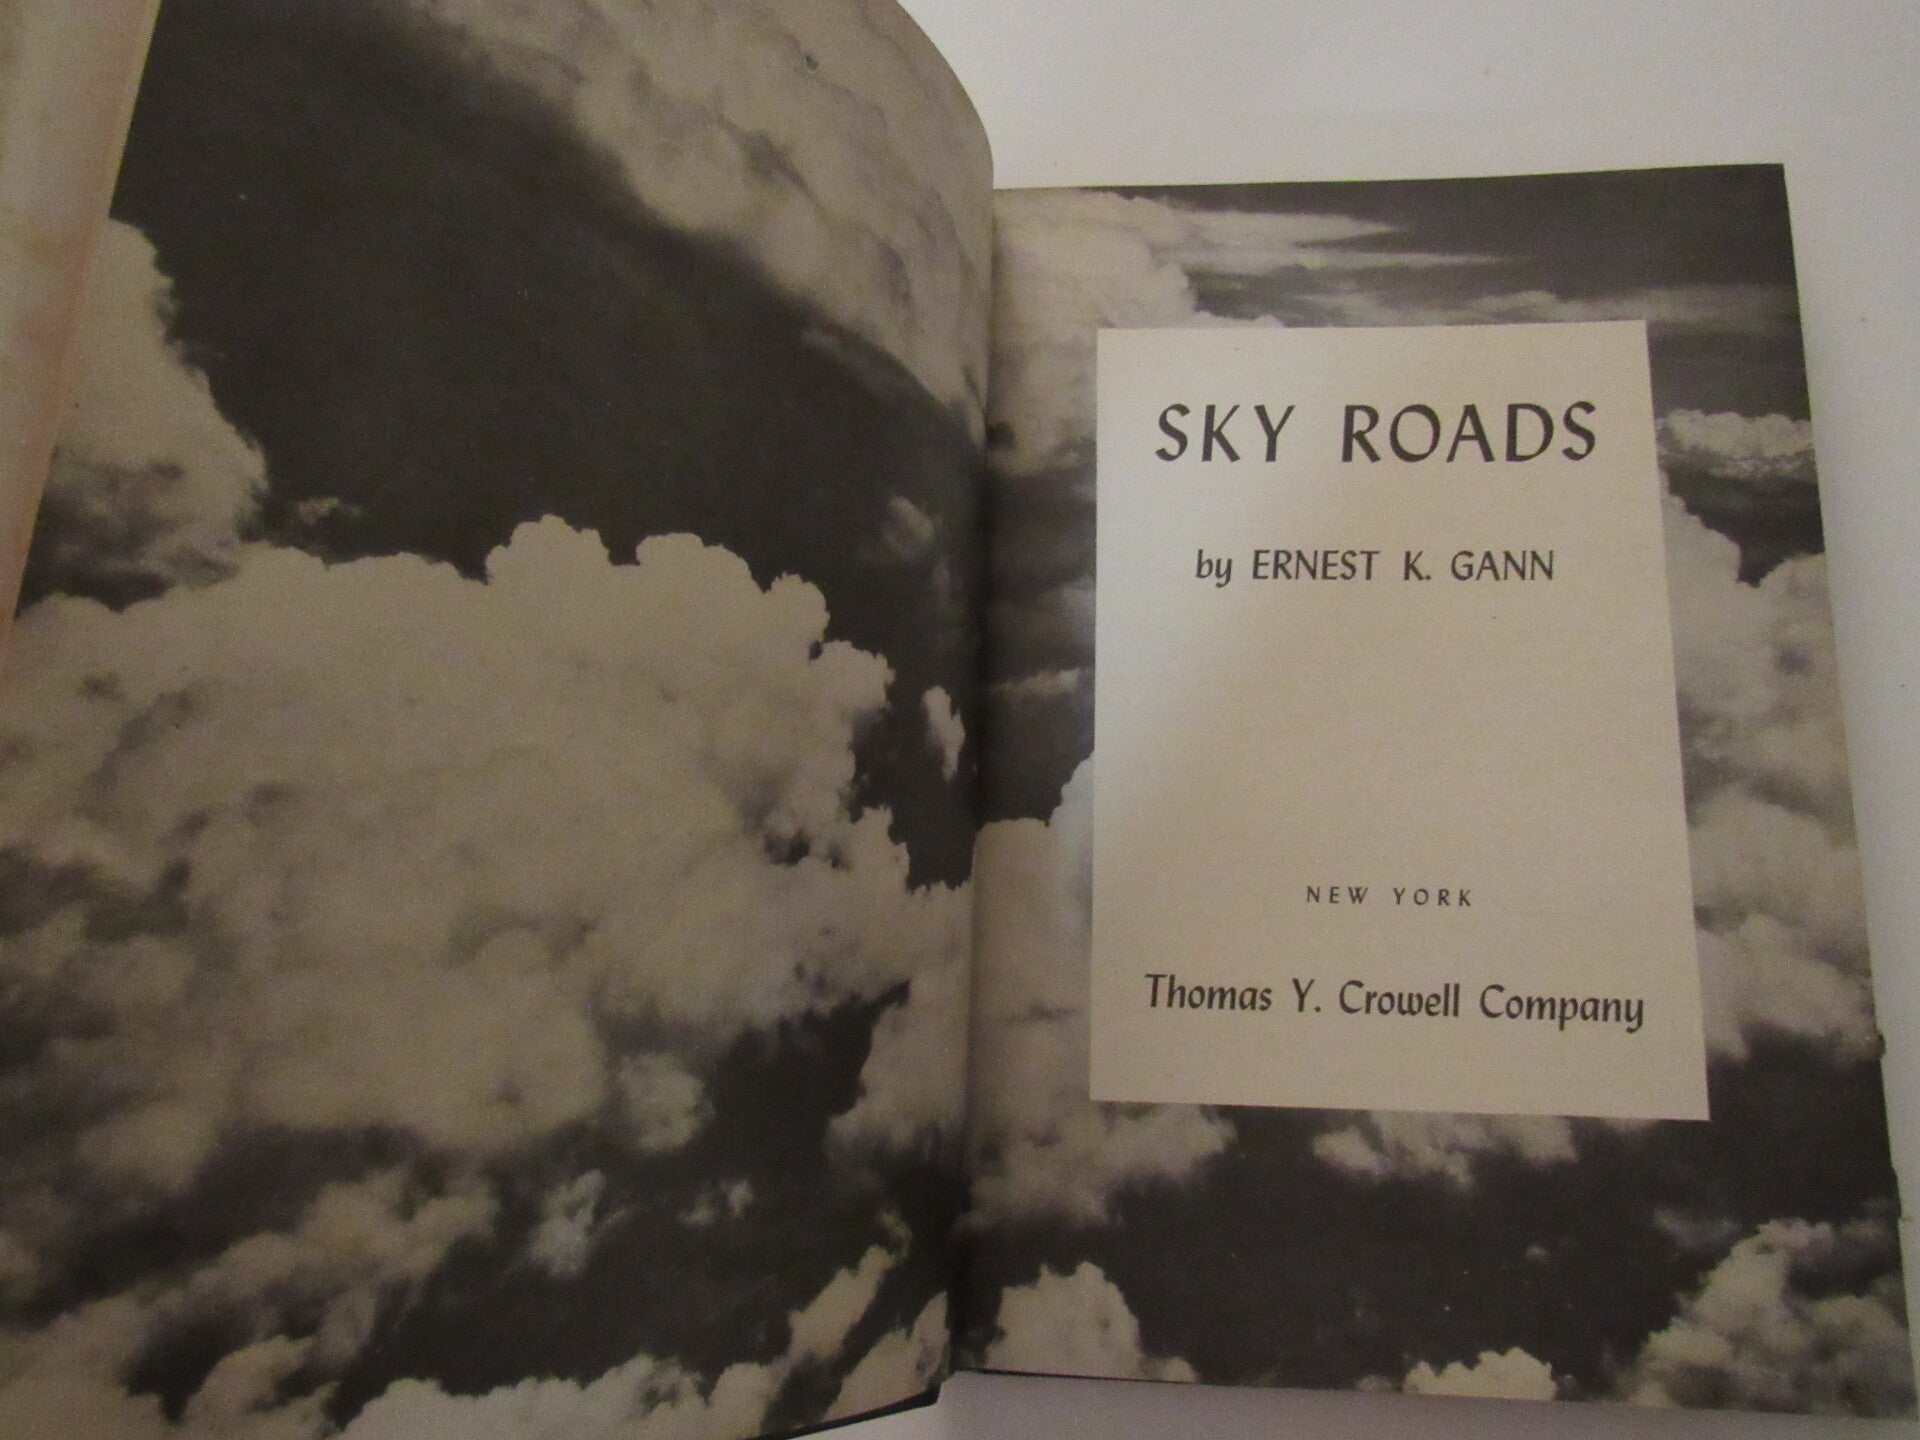 SKY ROADS
by ERNEST K. GANN
NEW YORK
Thomas Y. Crowell Company